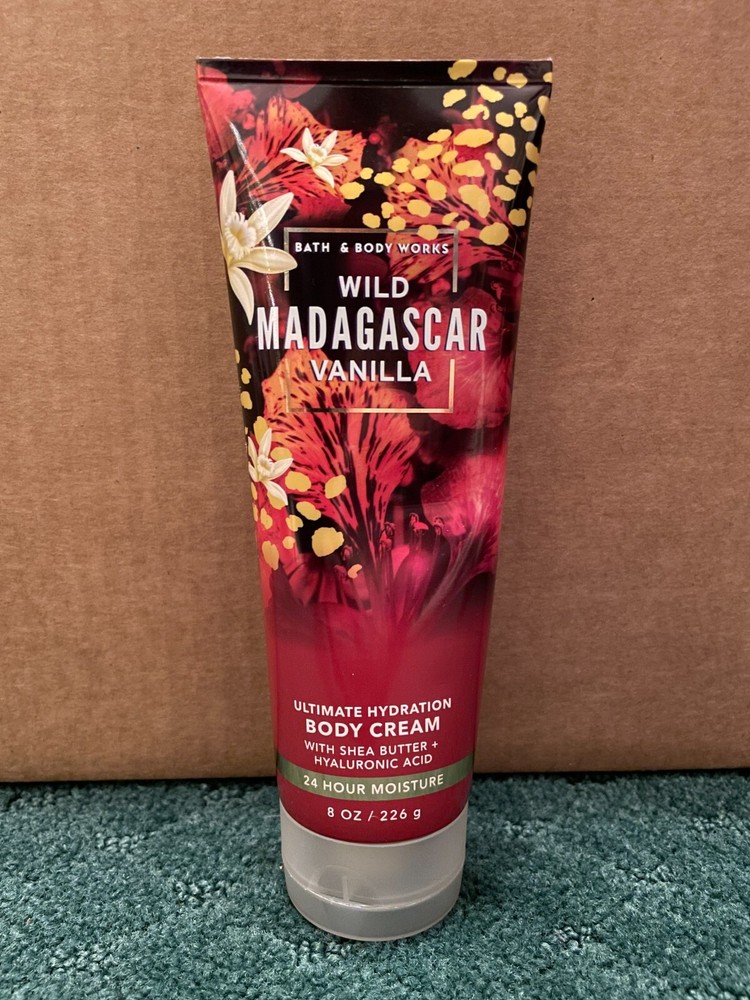 BATH & BODY WORKS
WILD
MADAGASCAR
VANILLA
ULTIMATE HYDRATION
BODY CREAM
WITH SHEA BUTTER +
HYALURONIC ACID
24 HOUR MOISTURE
8 OZ / 226 g